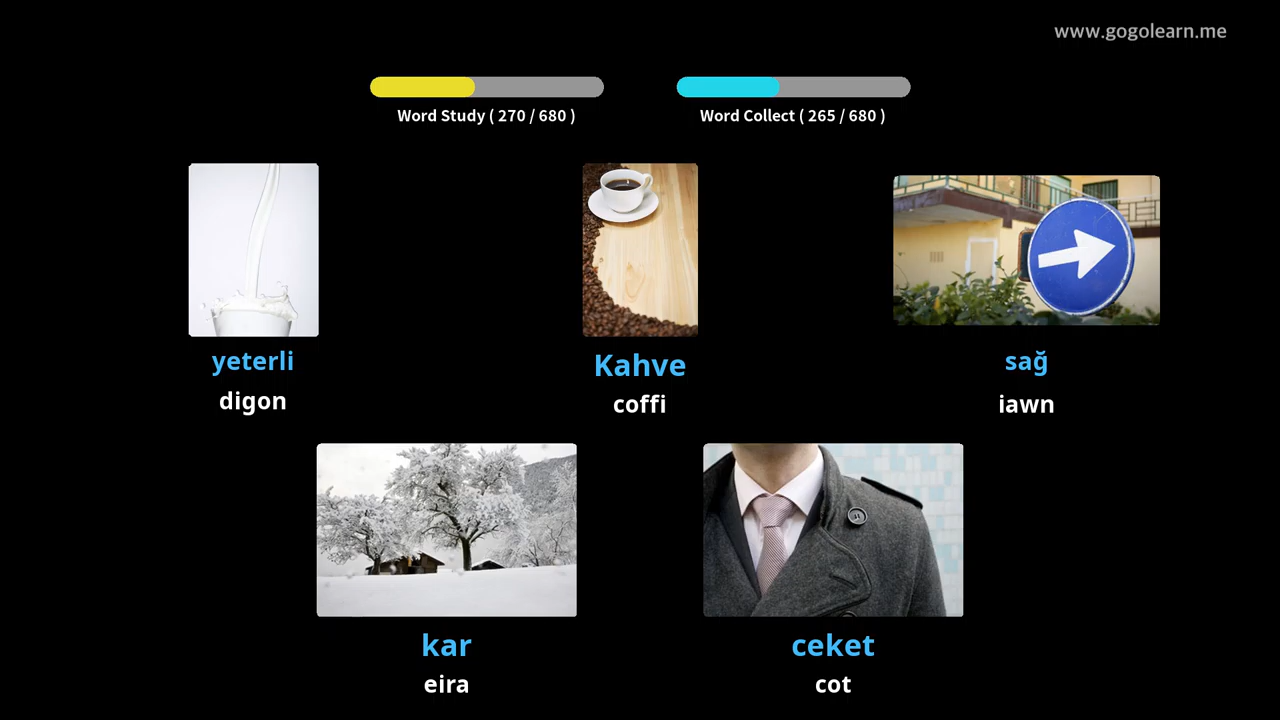 www.gogolearn.me
Word Study ( 270 / 680 )
Word Collect ( 265 / 680 )
yeterli
digon
Kahve
coffi
sağ
iawn
kar
eira
ceket
cot